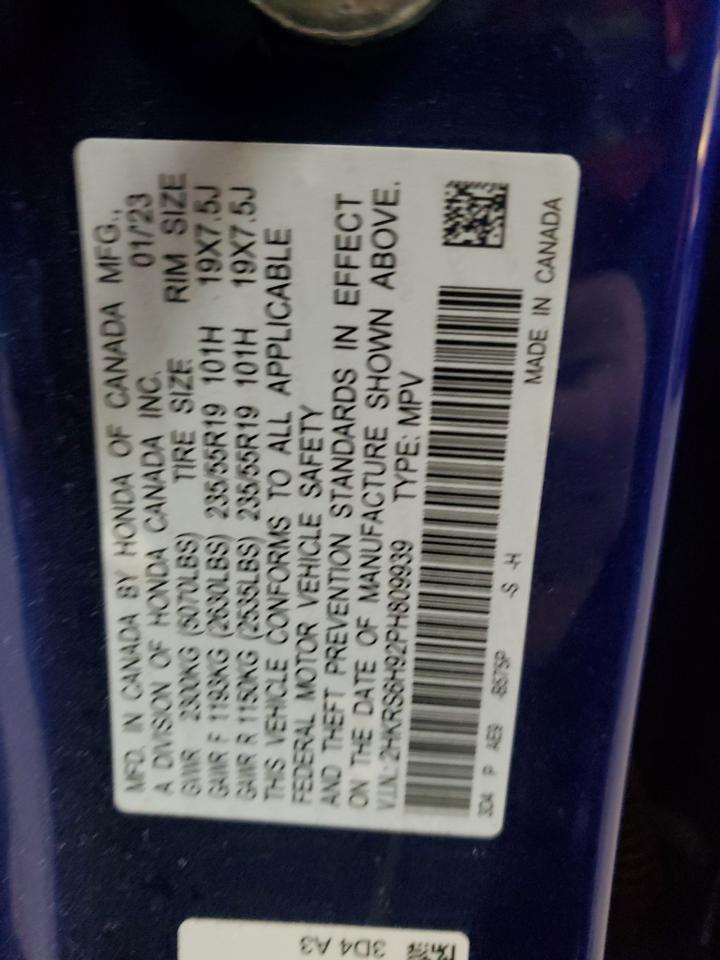 MFD. IN CANADA BY HONDA OF CANADA MFG.,
A DIVISION OF HONDA CANADA INC. 01/23
GVWR 2300KG (5070LBS) TIRE SIZE RIM SIZE
GAWR F 1193KG (2630LBS) 235/55R19 101H 19X7.5J
GAWR R 1150KG (2535LBS) 235/55R19 101H 19X7.5J
THIS VEHICLE CONFORMS TO ALL APPLICABLE
FEDERAL MOTOR VEHICLE SAFETY
AND THEFT PREVENTION STANDARDS IN EFFECT
ON THE DATE OF MANUFACTURE SHOWN ABOVE.
V.I.N.: 2HKRS6H92PH809939 TYPE: MPV
3D4 P AE9 -B575P -S -H MADE IN CANADA
3D4 A3